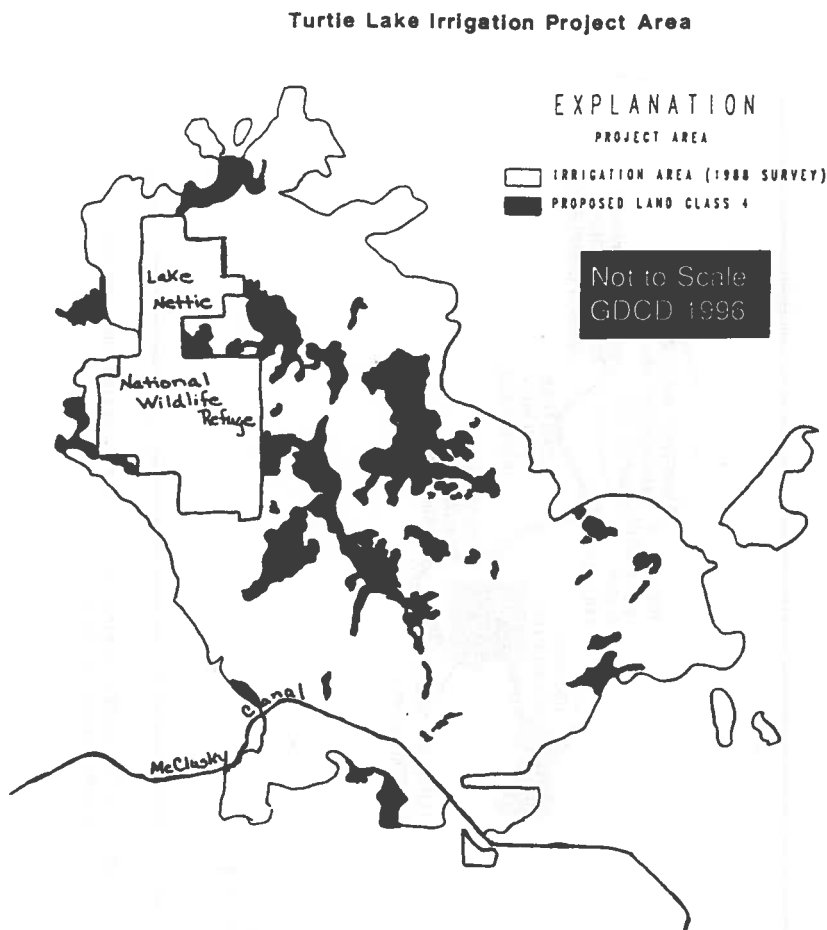 Turtle Lake Irrigation Project Area
EXPLANATION
PROJECT AREA
IRRIGATION AREA (1988 SURVEY)
PROPOSED LAND CLASS 4
Not to Scale
GDCD 1996
Lake
Nettie
National
Wildlife
Refuge
Canal
McClusky